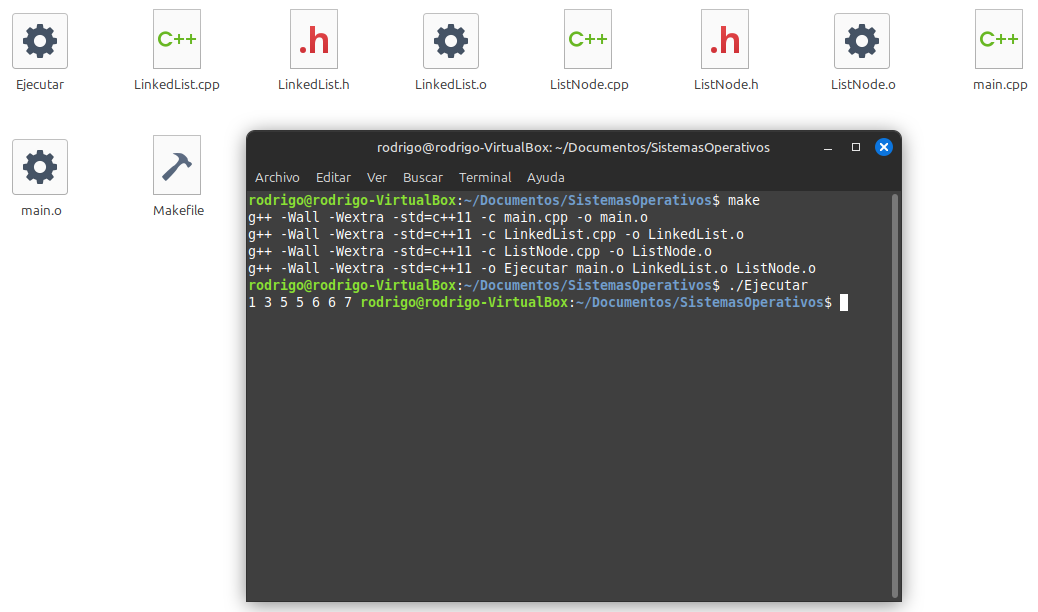 C++ .h C++ .h C++
Ejecutar LinkedList.cpp LinkedList.h LinkedList.o ListNode.cpp ListNode.h ListNode.o main.cpp
main.o Makefile
rodrigo@rodrigo-VirtualBox: ~/Documentos/SistemasOperativos
Archivo Editar Ver Buscar Terminal Ayuda
rodrigo@rodrigo-VirtualBox:~/Documentos/SistemasOperativos$ make
g++ -Wall -Wextra -std=c++11 -c main.cpp -o main.o
g++ -Wall -Wextra -std=c++11 -c LinkedList.cpp -o LinkedList.o
g++ -Wall -Wextra -std=c++11 -c ListNode.cpp -o ListNode.o
g++ -Wall -Wextra -std=c++11 -o Ejecutar main.o LinkedList.o ListNode.o
rodrigo@rodrigo-VirtualBox:~/Documentos/SistemasOperativos$ ./Ejecutar
1 3 5 5 6 6 7 rodrigo@rodrigo-VirtualBox:~/Documentos/SistemasOperativos$